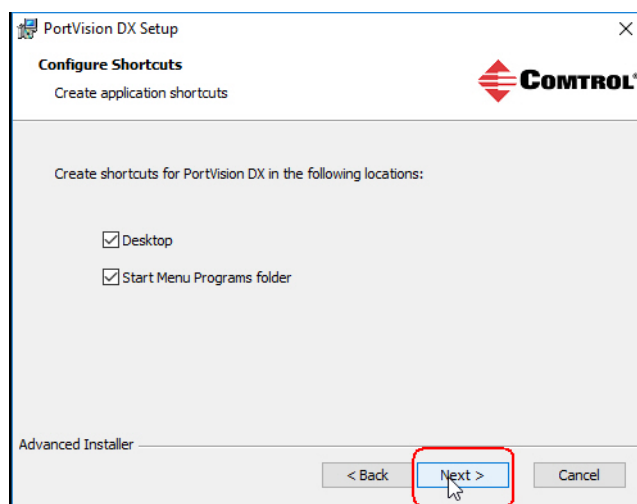 PortVision DX Setup
Configure Shortcuts
Create application shortcuts
COMTROL®
Create shortcuts for PortVision DX in the following locations:
Desktop
Start Menu Programs folder
Advanced Installer
< Back
Next >
Cancel